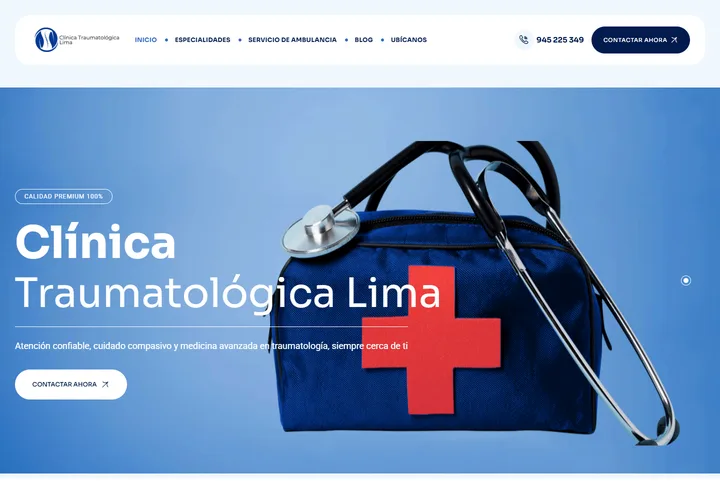 Clínica Traumatológica
Lima
INICIO
ESPECIALIDADES
SERVICIO DE AMBULANCIA
BLOG
UBÍCANOS
945 225 349
CONTACTAR AHORA
CALIDAD PREMIUM 100%
Clínica
Traumatológica Lima
Atención confiable, cuidado compasivo y medicina avanzada en traumatología, siempre cerca de ti
CONTACTAR AHORA